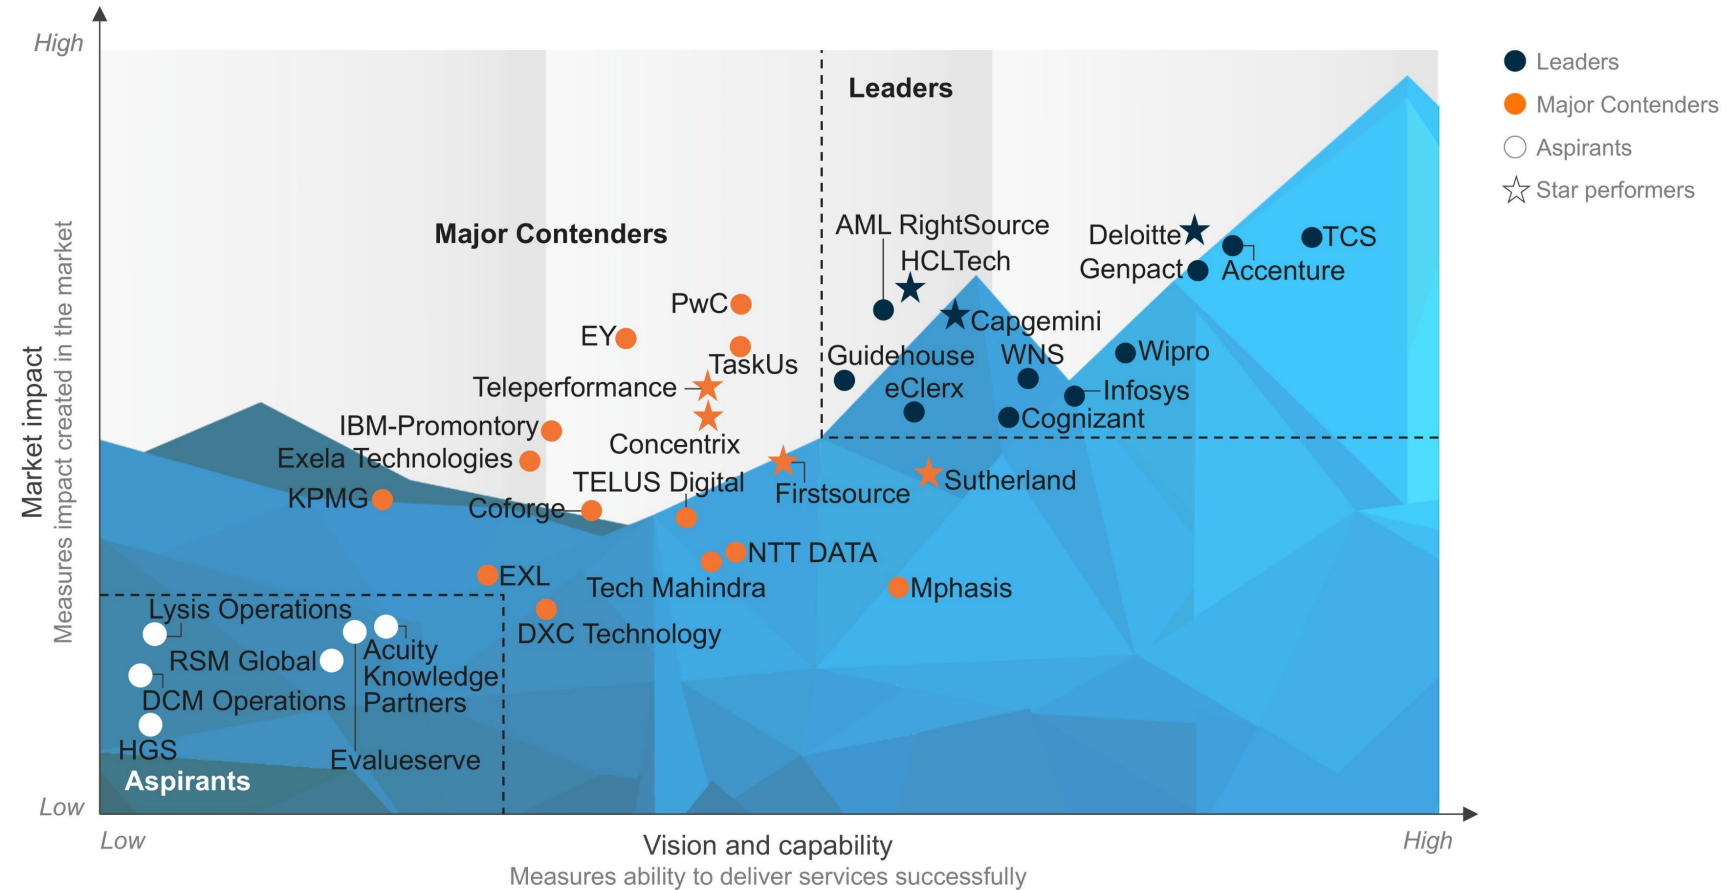 High
Leaders
Leaders
Major Contenders
Aspirants
Star performers
Major Contenders
AML RightSource
HCLTech
Deloitte
TCS
Genpact
Accenture
PwC
EY
Capgemini
TaskUs
Guidehouse
WNS
Wipro
Teleperformance
eClerx
Infosys
IBM-Promontory
Concentrix
Cognizant
Exela Technologies
TELUS Digital
Firstsource
Sutherland
KPMG
Coforge
NTT DATA
EXL
Tech Mahindra
Mphasis
Lysis Operations
DXC Technology
RSM Global
Acuity
Knowledge
Partners
DCM Operations
HGS
Evalueserve
Aspirants
Market impact
Measures impact created in the market
Low
Low
Vision and capability
High
Measures ability to deliver services successfully